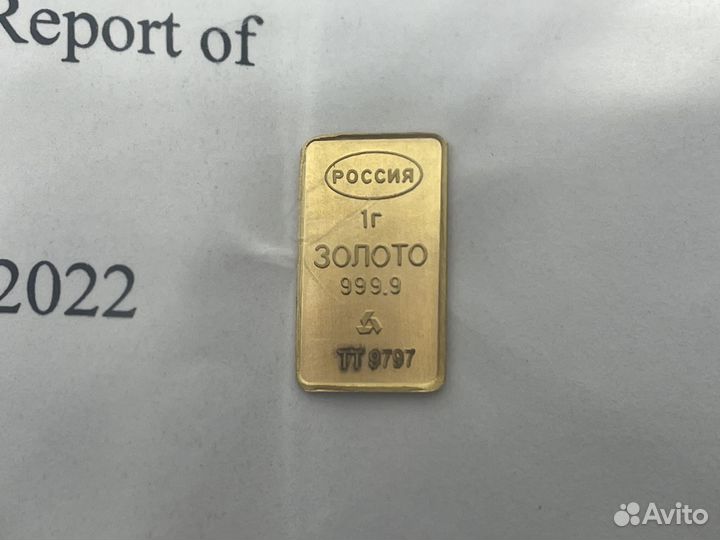 Report of
РОССИЯ
1г
ЗОЛОТО
999.9
ТТ 9797
2022
Avito